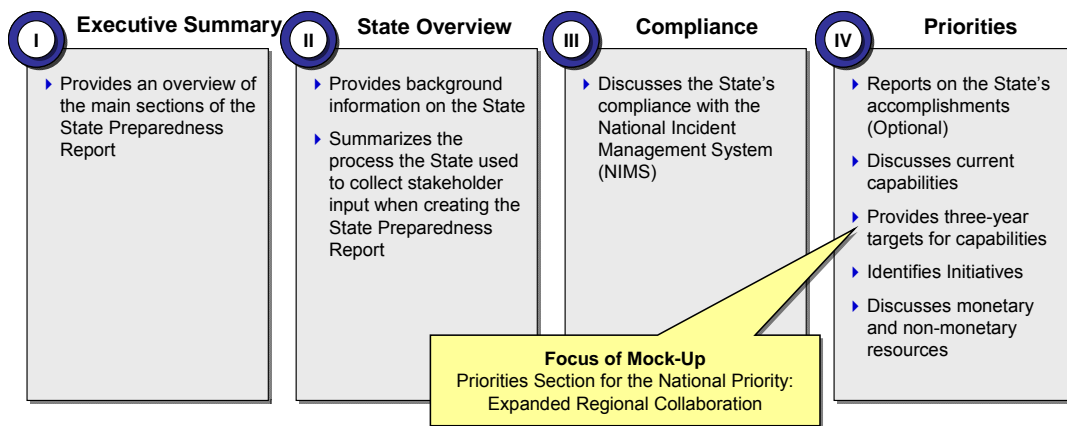 I
Executive Summary
Provides an overview of
the main sections of the
State Preparedness
Report
II
State Overview
Provides background
information on the State
Summarizes the
process the State used
to collect stakeholder
input when creating the
State Preparedness
Report
III
Compliance
Discusses the State's
compliance with the
National Incident
Management System
(NIMS)
IV
Priorities
Reports on the State's
accomplishments
(Optional)
Discusses current
capabilities
Provides three-year
targets for capabilities
Identifies Initiatives
Discusses monetary
and non-monetary
resources
Focus of Mock-Up
Priorities Section for the National Priority:
Expanded Regional Collaboration